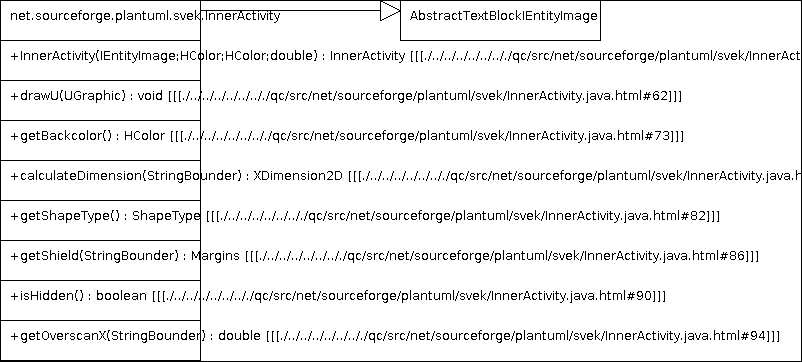 net.sourceforge.plantuml.svek.InnerActivity
AbstractTextBlockIEntityImage
+InnerActivity(IEntityImage;HColor;HColor;double) : InnerActivity [[[./../../../../../../../qc/src/net/sourceforge/plantuml/svek/InnerAct
+drawU(UGraphic) : void [[[./../../../../../../../qc/src/net/sourceforge/plantuml/svek/InnerActivity.java.html#62]]]
+getBackcolor() : HColor [[[./../../../../../../../qc/src/net/sourceforge/plantuml/svek/InnerActivity.java.html#73]]]
+calculateDimension(StringBounder) : XDimension2D [[[./../../../../../../../qc/src/net/sourceforge/plantuml/svek/InnerActivity.java.h
+getShapeType() : ShapeType [[[./../../../../../../../qc/src/net/sourceforge/plantuml/svek/InnerActivity.java.html#82]]]
+getShield(StringBounder) : Margins [[[./../../../../../../../qc/src/net/sourceforge/plantuml/svek/InnerActivity.java.html#86]]]
+isHidden() : boolean [[[./../../../../../../../qc/src/net/sourceforge/plantuml/svek/InnerActivity.java.html#90]]]
+getOverscanX(StringBounder) : double [[[./../../../../../../../qc/src/net/sourceforge/plantuml/svek/InnerActivity.java.html#94]]]